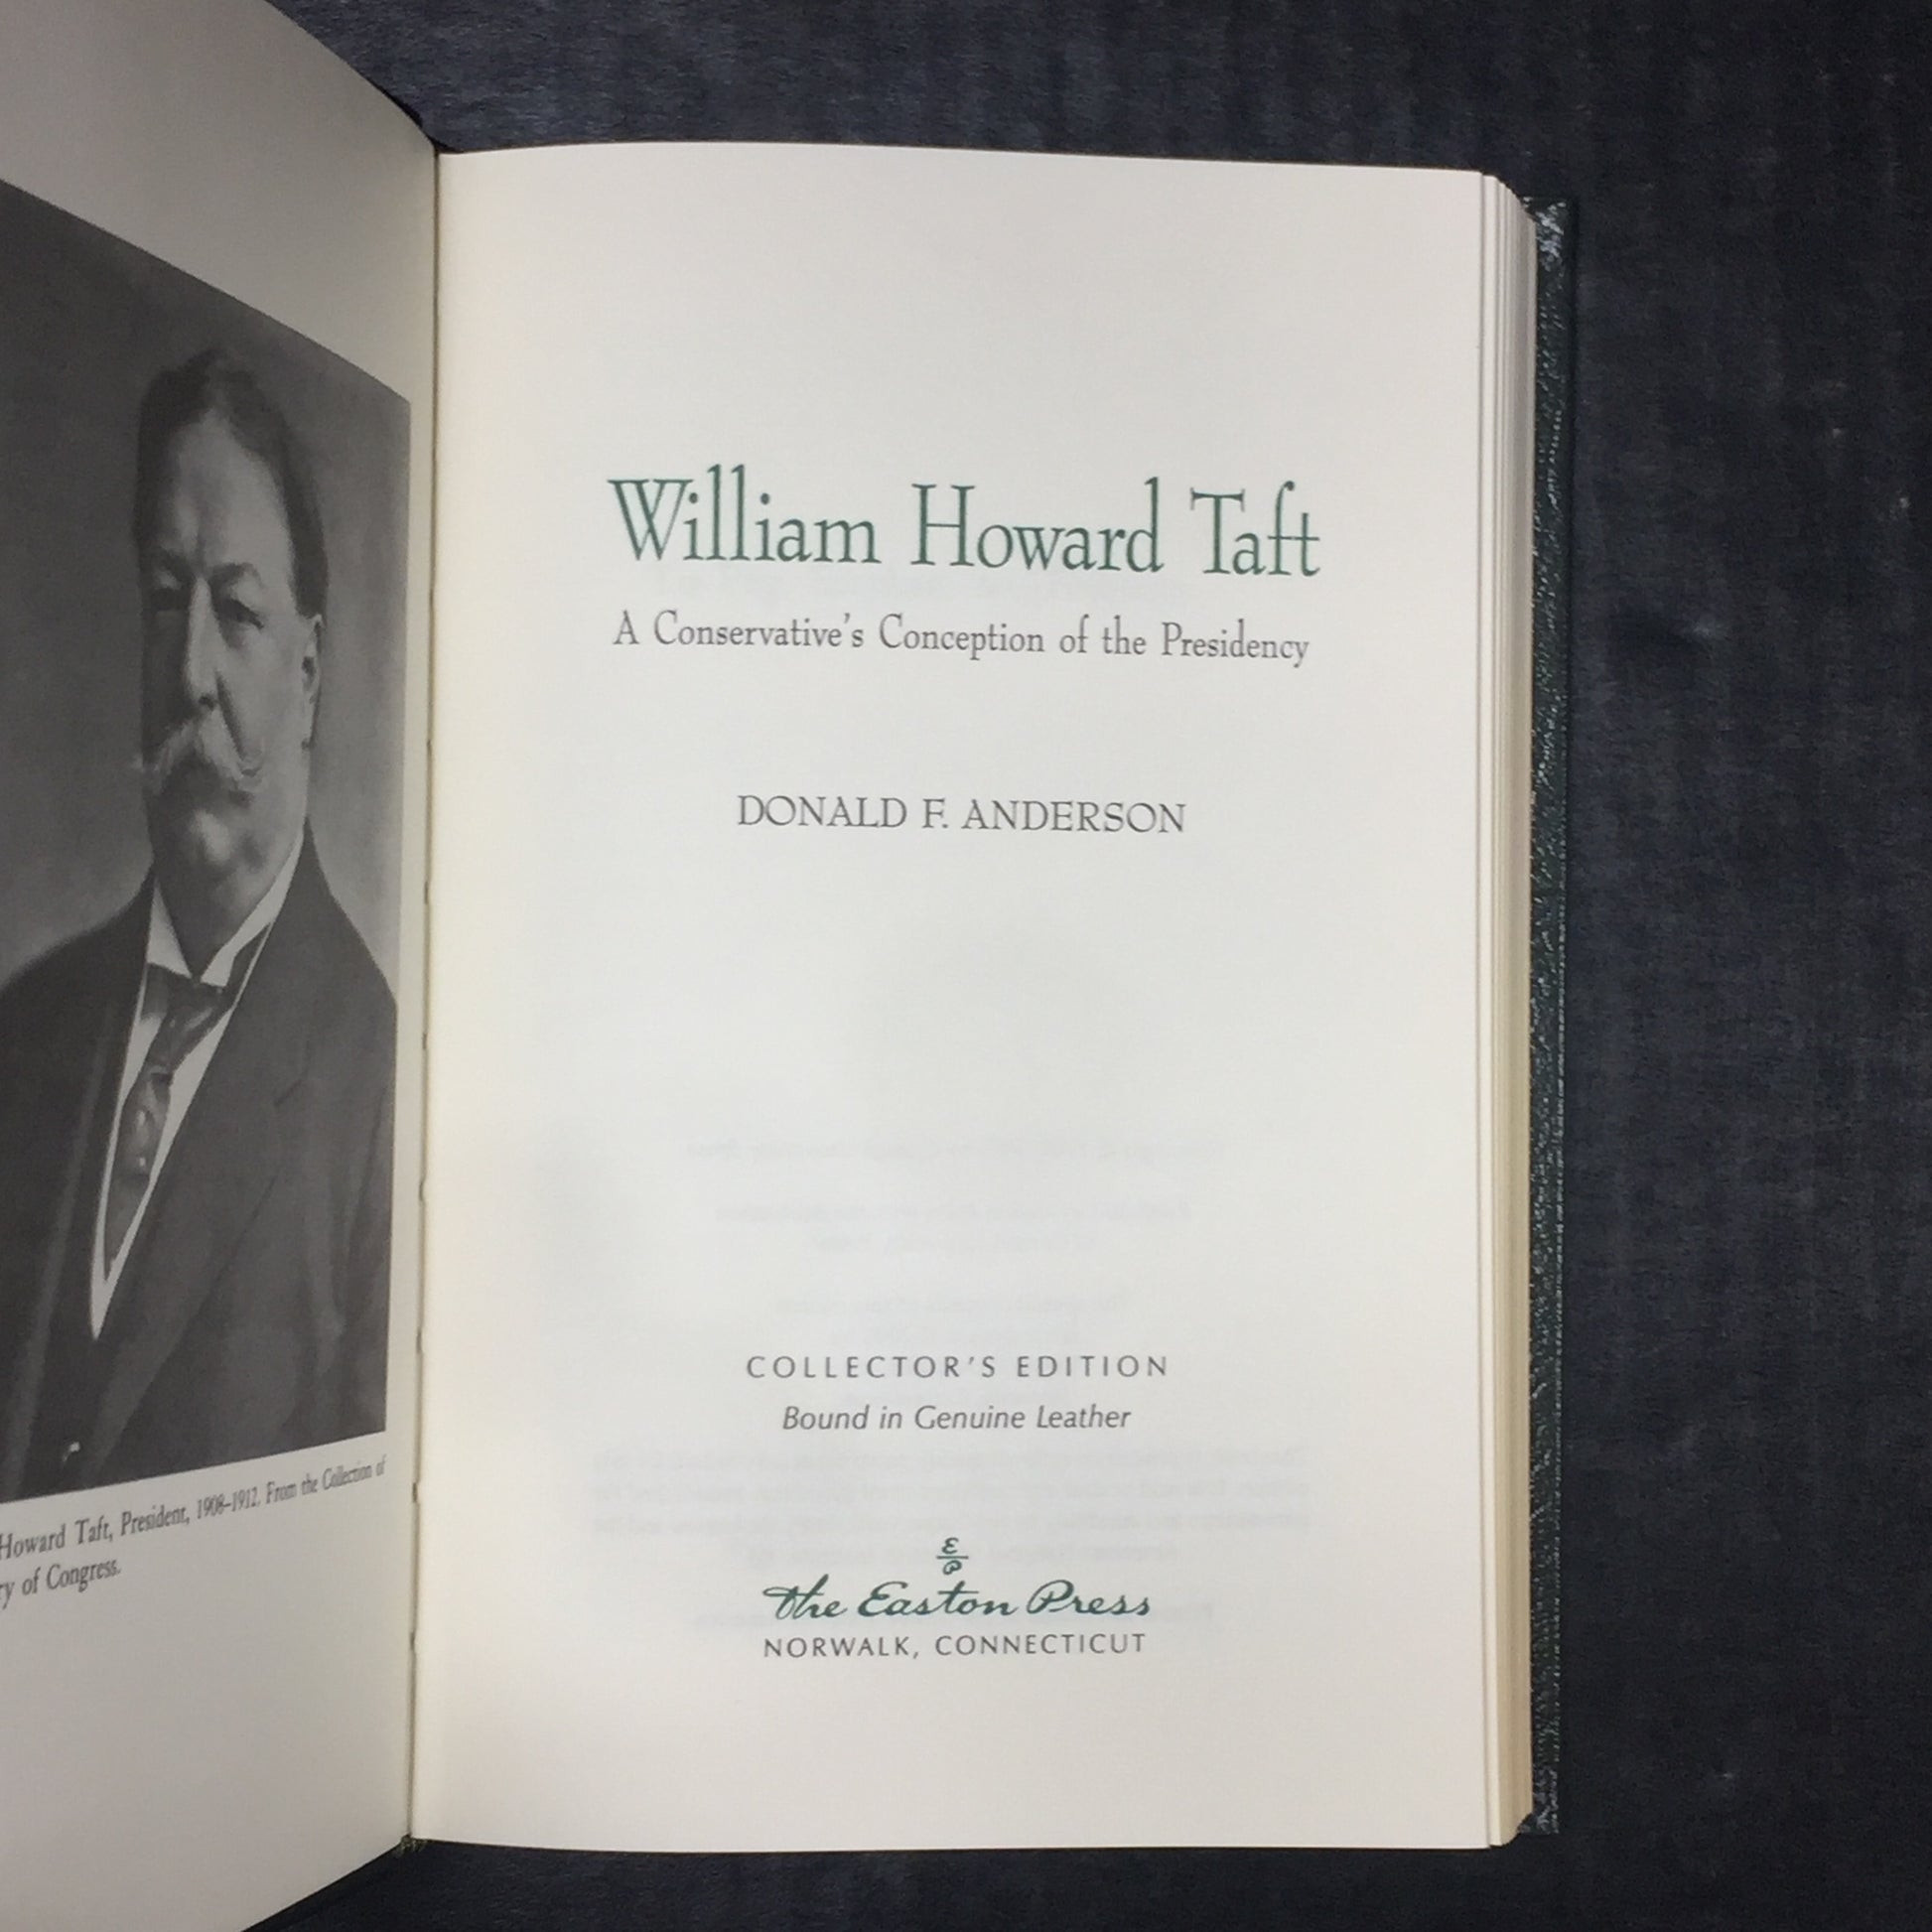 Howard Taft, President, 1908–1912. From the Collection of
of Congress.
William Howard Taft
A Conservative's Conception of the Presidency
DONALD F. ANDERSON
COLLECTOR'S EDITION
Bound in Genuine Leather
The Easton Press
NORWALK, CONNECTICUT